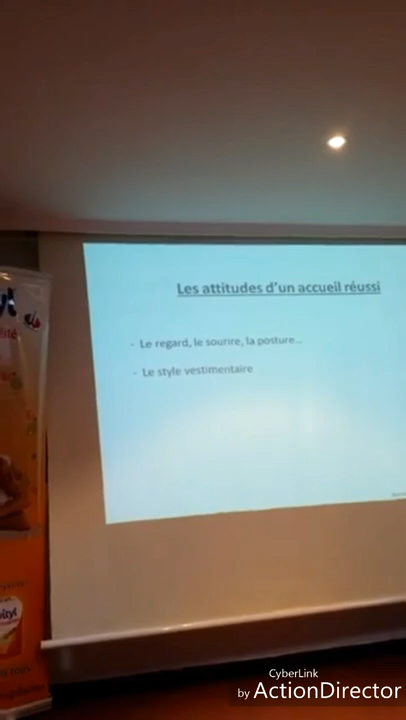 Les attitudes d'un accueil réussi
- Le regard, le sourire, la posture...
- Le style vestimentaire
CyberLink
by ActionDirector